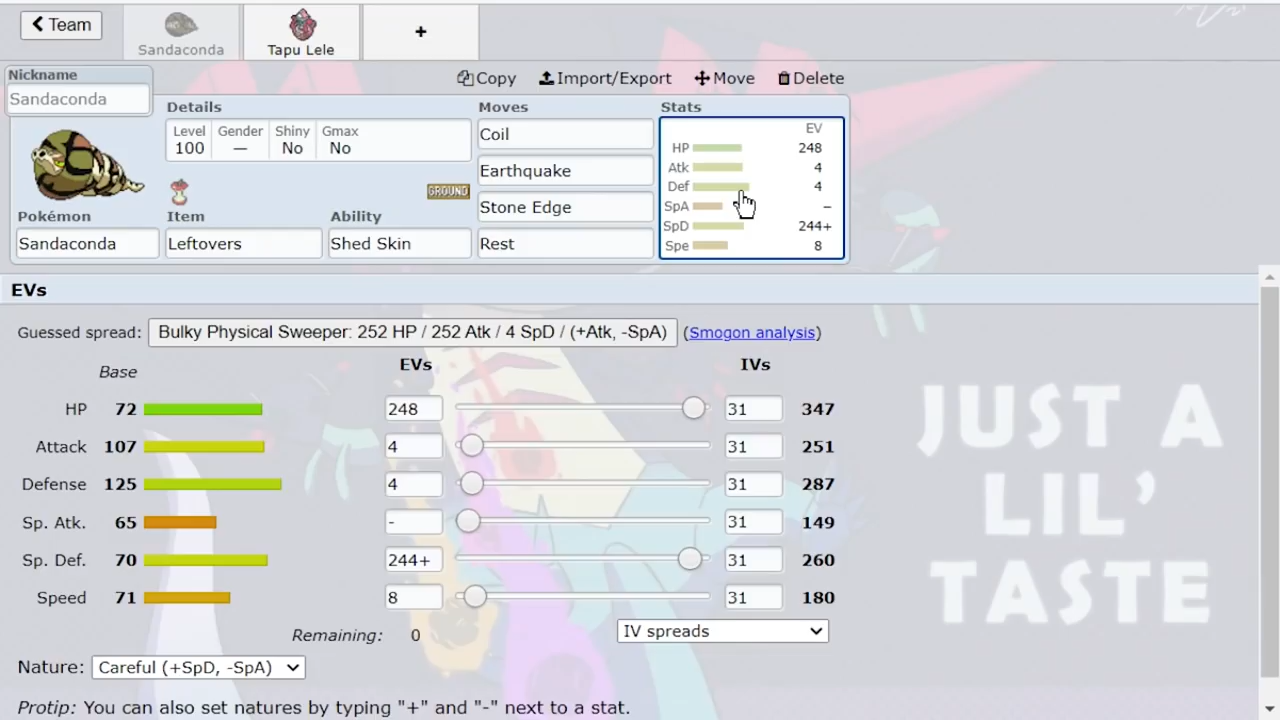 Team
Sandaconda
Tapu Lele
+
Copy
Import/Export
Move
Delete
Nickname
Sandaconda
Details
Level
100
Gender
—
Shiny
No
Gmax
No
GROUND
Pokémon
Sandaconda
Item
Leftovers
Ability
Shed Skin
Moves
Coil
Earthquake
Stone Edge
Rest
Stats
EV
HP 248
Atk 4
Def 4
SpA –
SpD 244+
Spe 8
EVs
Guessed spread: Bulky Physical Sweeper: 252 HP / 252 Atk / 4 SpD / (+Atk, -SpA) (Smogon analysis)
Base EVs IVs
HP 72 248 31 347
Attack 107 4 31 251
Defense 125 4 31 287
Sp. Atk. 65 - 31 149
Sp. Def. 70 244+ 31 260
Speed 71 8 31 180
Remaining: 0
IV spreads
Nature: Careful (+SpD, -SpA)
Protip: You can also set natures by typing "+" and "-" next to a stat.
JUST A
LIL'
TASTE